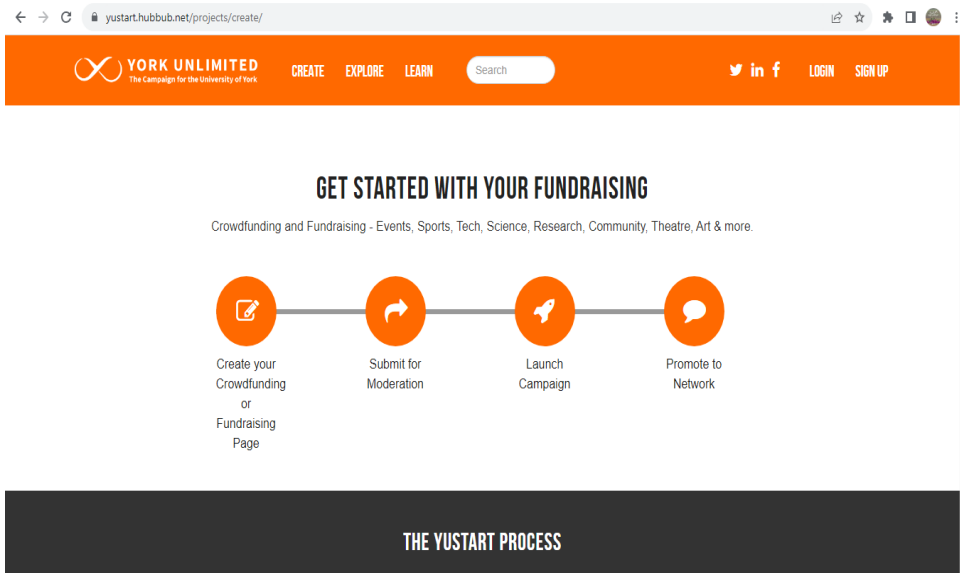 yustart.hubbub.net/projects/create/
YORK UNLIMITED
The Campaign for the University of York
CREATE EXPLORE LEARN
Search
LOGIN SIGN UP
GET STARTED WITH YOUR FUNDRAISING
Crowdfunding and Fundraising - Events, Sports, Tech, Science, Research, Community, Theatre, Art & more.
Create your
Crowdfunding
or
Fundraising
Page
Submit for
Moderation
Launch
Campaign
Promote to
Network
THE YUSTART PROCESS